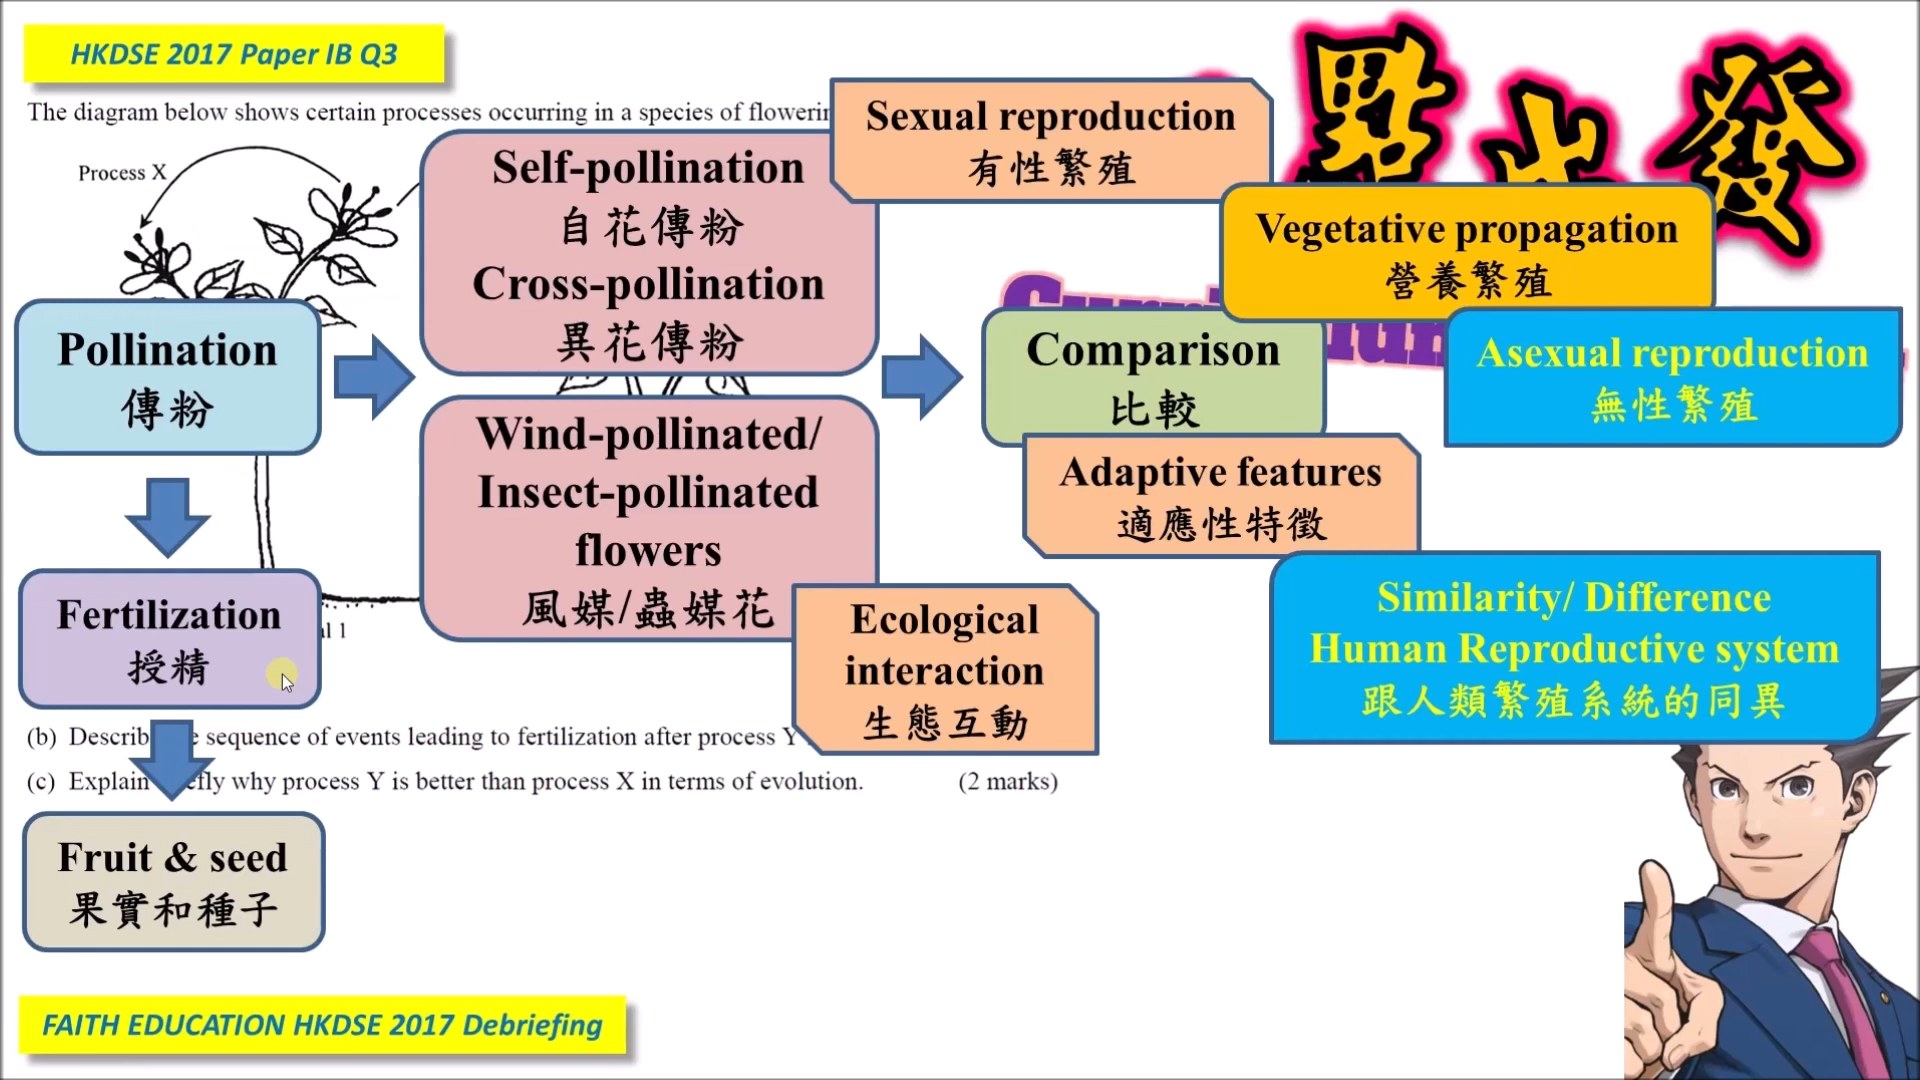 HKDSE 2017 Paper IB Q3
The diagram below shows certain processes occurring in a species of
Process X
點出發
Sexual reproduction
有性繁殖
Self-pollination
自花傳粉
Cross-pollination
異花傳粉
Vegetative propagation
營養繁殖
Pollination
傳粉
Comparison
比較
Asexual reproduction
無性繁殖
Wind-pollinated/
Insect-pollinated
flowers
風媒/蟲媒花
Adaptive features
適應性特徵
Fertilization
授精
Ecological
interaction
生態互動
Similarity/ Difference
Human Reproductive system
跟人類繁殖系統的同異
(b) sequence of events leading to fertilization after process Y
(c) Explain why process Y is better than process X in terms of evolution. (2 marks)
Fruit & seed
果實和種子
FAITH EDUCATION HKDSE 2017 Debriefing